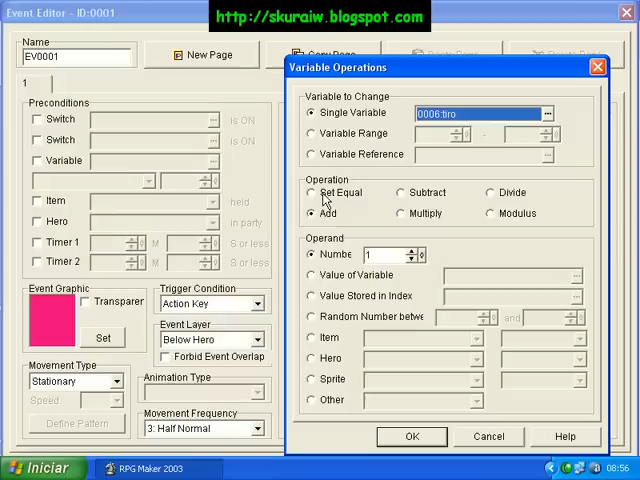 Event Editor - ID:0001
http://skuraiw.blogspot.com
Name
EV0001
New Page
Copy Page
1
Preconditions
Switch
is ON
Switch
is ON
Variable
Item
held
Hero
in party
Timer 1
M
S or less
Timer 2
M
S or less
Event Graphic
Transparer
Set
Trigger Condition
Action Key
Event Layer
Below Hero
Forbid Event Overlap
Movement Type
Stationary
Speed:
Define Pattern
Animation Type
Movement Frequency
3: Half Normal
Variable Operations
Variable to Change
Single Variable
0006:tiro
Variable Range
-
Variable Reference
Operation
Set Equal
Subtract
Divide
Add
Multiply
Modulus
Operand
Numbe
1
Value of Variable
Value Stored in Index
Random Number betwe
and
Item
Hero
Sprite
Other
OK
Cancel
Help
Iniciar
RPG Maker 2003
08:56